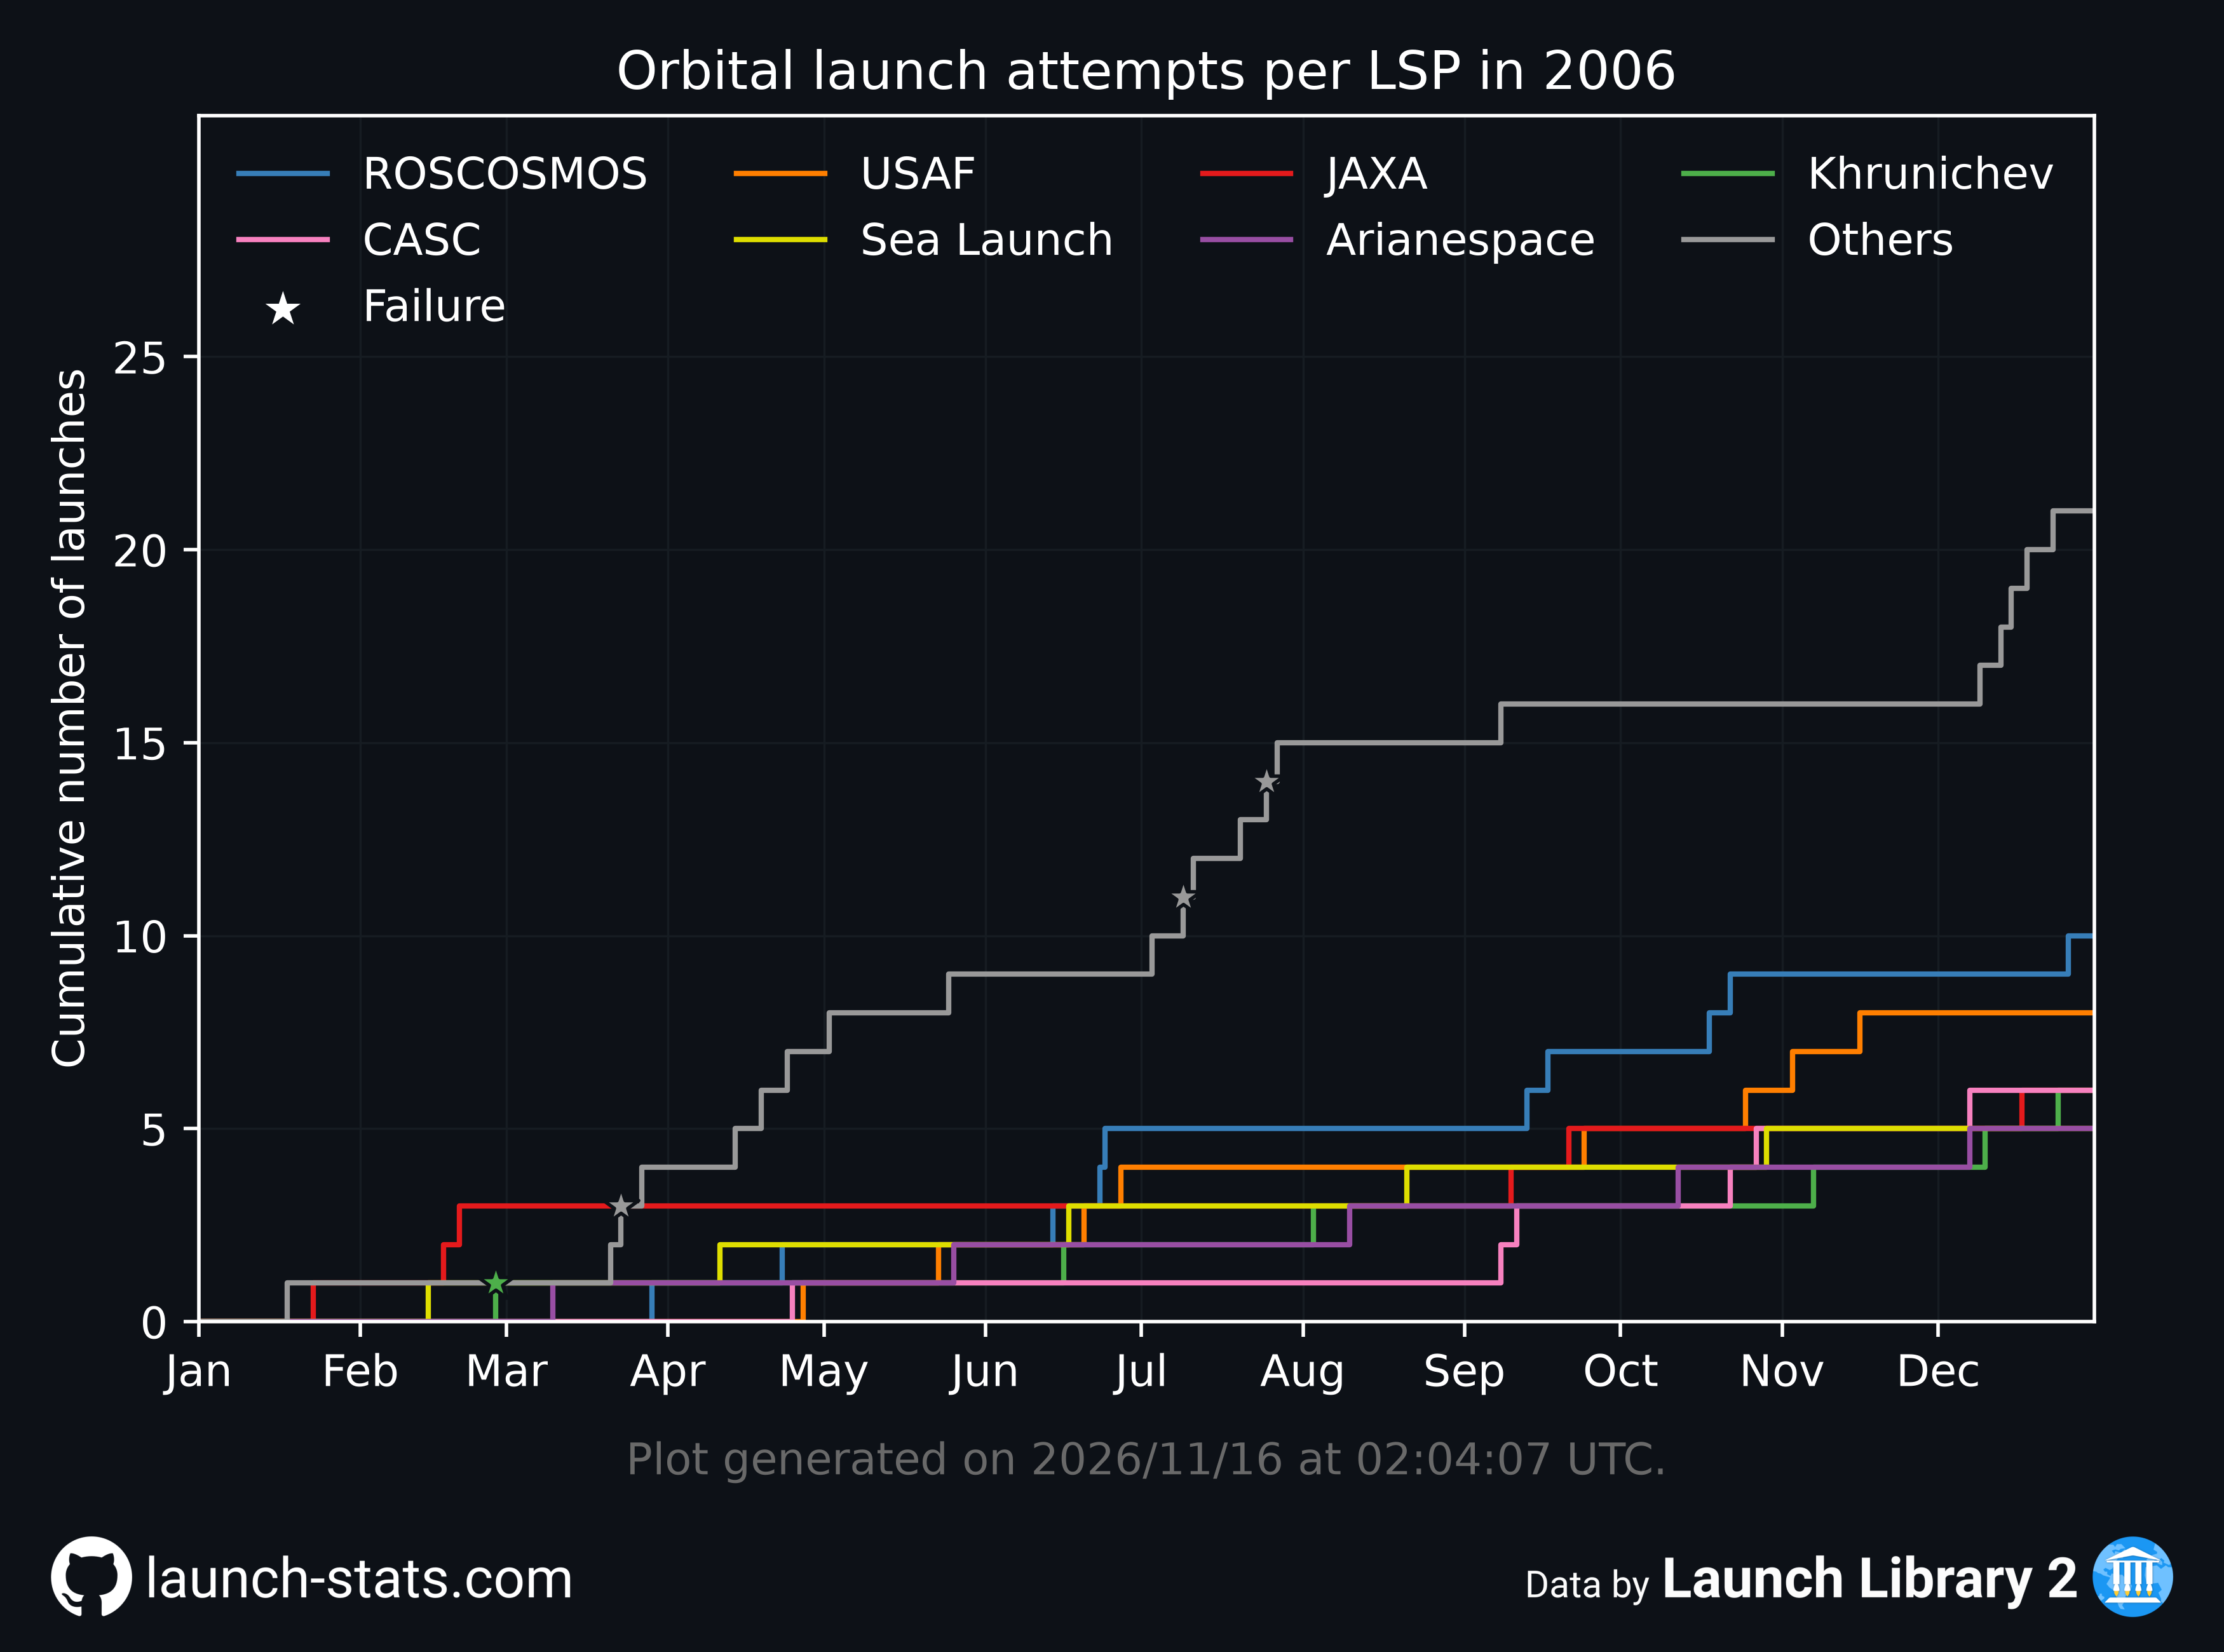 Orbital launch attempts per LSP in 2006
ROSCOSMOS USAF JAXA Khrunichev
CASC Sea Launch Arianespace Others
Failure
Cumulative number of launches
25
20
15
10
5
0
Jan Feb Mar Apr May Jun Jul Aug Sep Oct Nov Dec
Plot generated on 2026/11/16 at 02:04:07 UTC.
launch-stats.com
Data by Launch Library 2